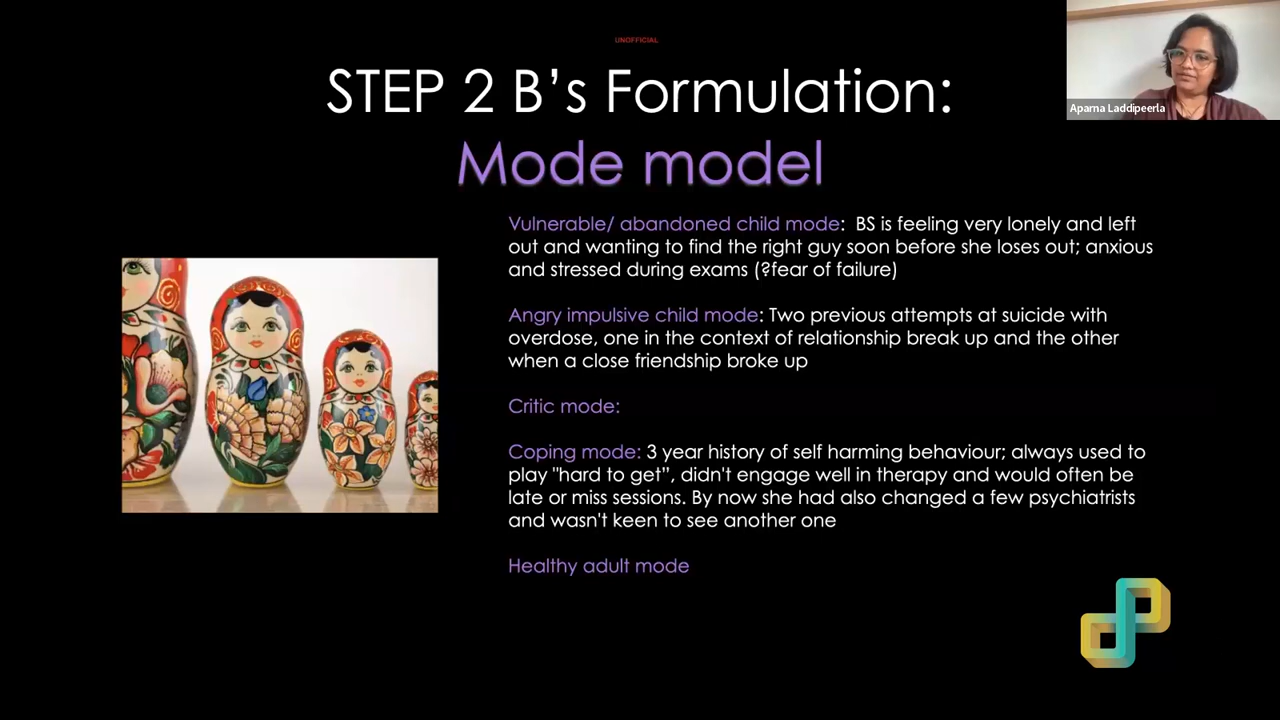 UNOFFICIAL
STEP 2 B’s Formulation:
Mode model
Aparna Laddipeerla
Vulnerable/ abandoned child mode:  BS is feeling very lonely and left
out and wanting to find the right guy soon before she loses out; anxious
and stressed during exams (?fear of failure)
Angry impulsive child mode: Two previous attempts at suicide with
overdose, one in the context of relationship break up and the other
when a close friendship broke up
Critic mode:
Coping mode: 3 year history of self harming behaviour; always used to
play "hard to get”, didn't engage well in therapy and would often be
late or miss sessions. By now she had also changed a few psychiatrists
and wasn't keen to see another one
Healthy adult mode